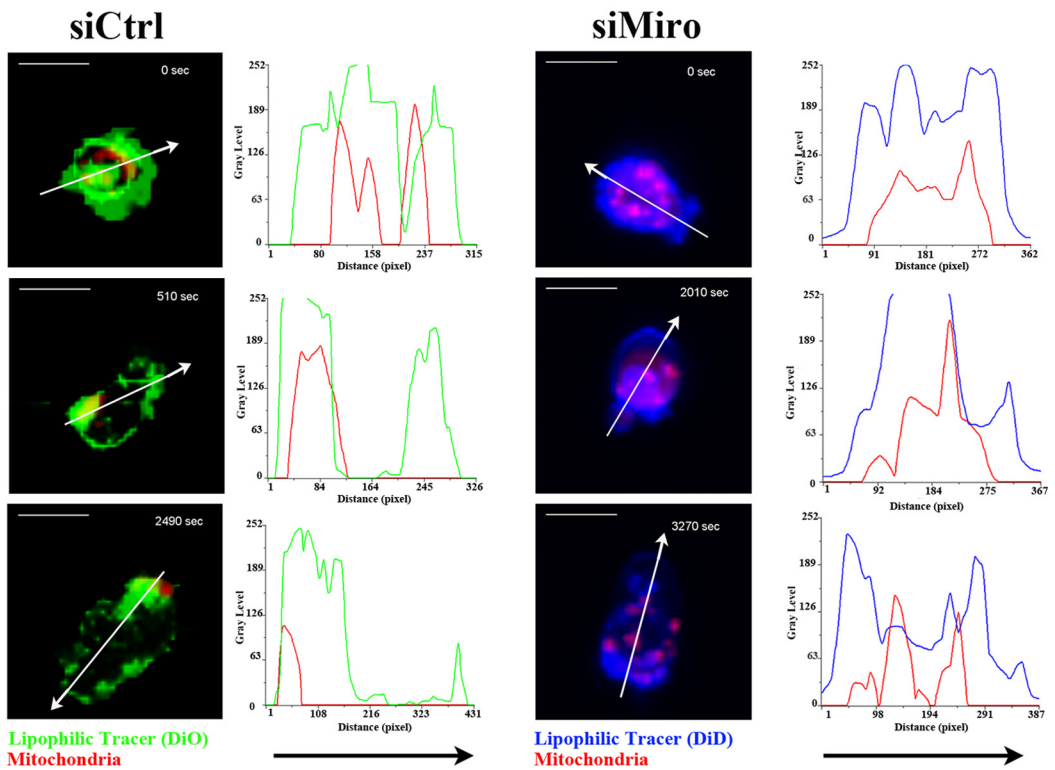 siCtrl
siMiro
0 sec
252
189
126
63
0
Gray Level
1 80 158 237 315
Distance (pixel)
0 sec
252
189
126
63
0
Gray Level
1 91 181 272 362
Distance (pixel)
510 sec
252
189
126
63
0
Gray Level
1 84 164 245 326
Distance (pixel)
2010 sec
252
189
126
63
0
Gray Level
1 92 184 275 367
Distance (pixel)
2490 sec
252
189
126
63
0
Gray Level
1 108 216 323 431
Distance (pixel)
3270 sec
252
189
126
63
0
Gray Level
1 98 194 291 387
Distance (pixel)
Lipophilic Tracer (DiO)
Mitochondria
Lipophilic Tracer (DiD)
Mitochondria